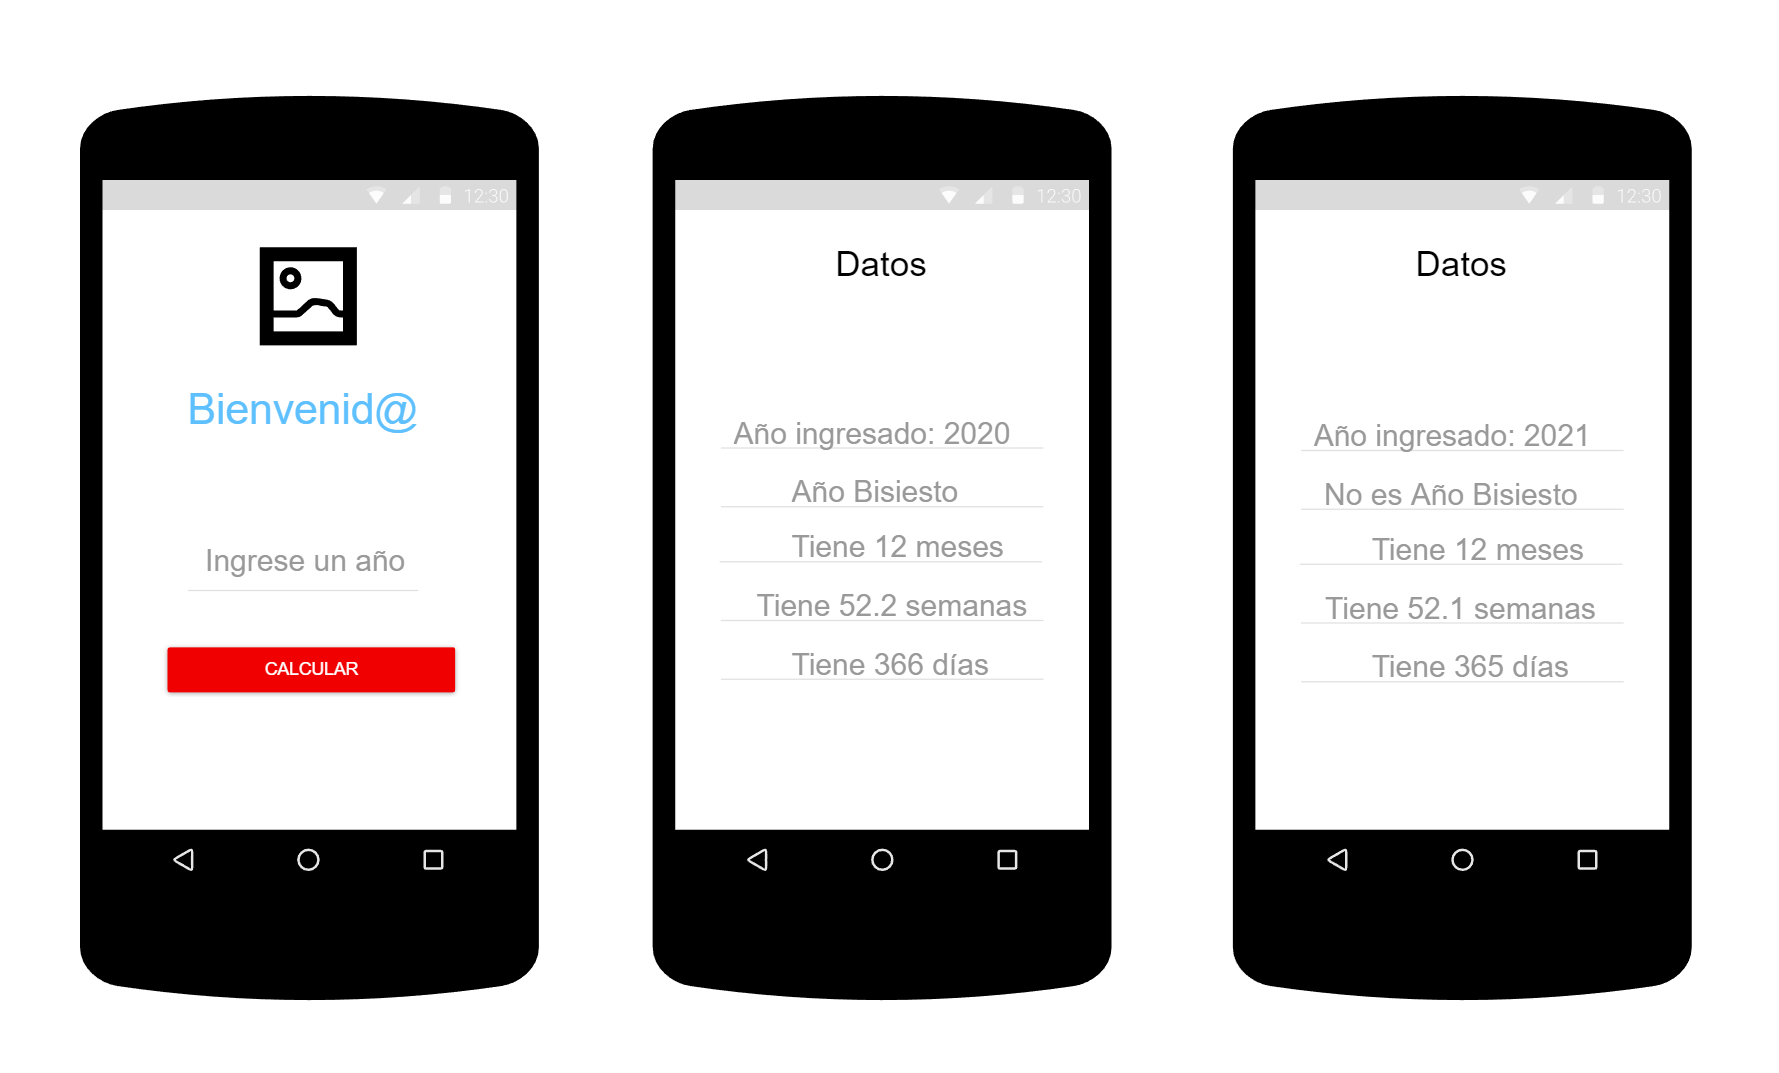 12:30
Bienvenid@
Ingrese un año
CALCULAR
12:30
Datos
Año ingresado: 2020
Año Bisiesto
Tiene 12 meses
Tiene 52.2 semanas
Tiene 366 días
12:30
Datos
Año ingresado: 2021
No es Año Bisiesto
Tiene 12 meses
Tiene 52.1 semanas
Tiene 365 días